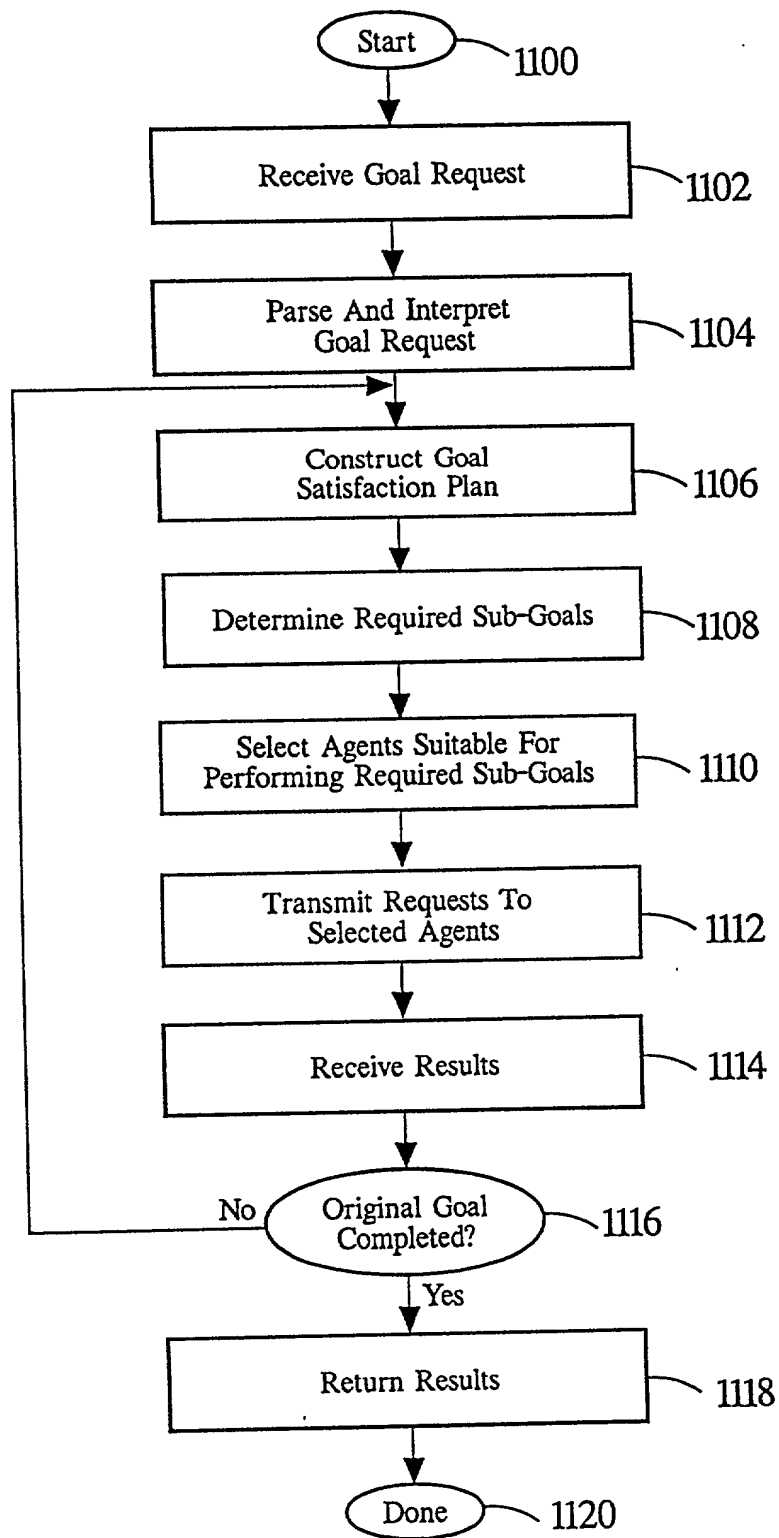 Start
1100
Receive Goal Request
1102
Parse And Interpret
Goal Request
1104
Construct Goal
Satisfaction Plan
1106
Determine Required Sub-Goals
1108
Select Agents Suitable For
Performing Required Sub-Goals
1110
Transmit Requests To
Selected Agents
1112
Receive Results
1114
No
Original Goal
Completed?
1116
Yes
Return Results
1118
Done
1120